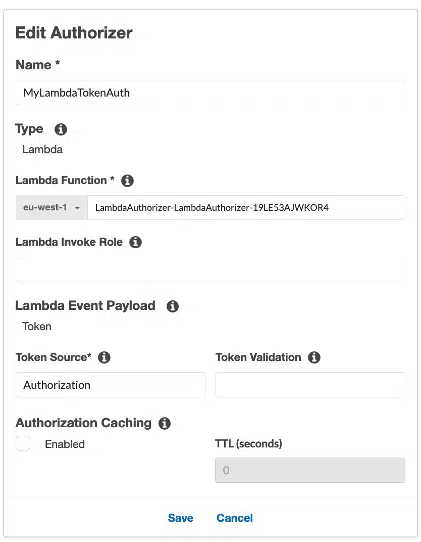 Edit Authorizer
Name *
MyLambdaTokenAuth
Type
Lambda
Lambda Function *
eu-west-1 LambdaAuthorizer-LambdaAuthorizer-19LE53AJWKOR4
Lambda Invoke Role
Lambda Event Payload
Token
Token Source* Token Validation
Authorization
Authorization Caching
Enabled TTL (seconds)
0
Save Cancel